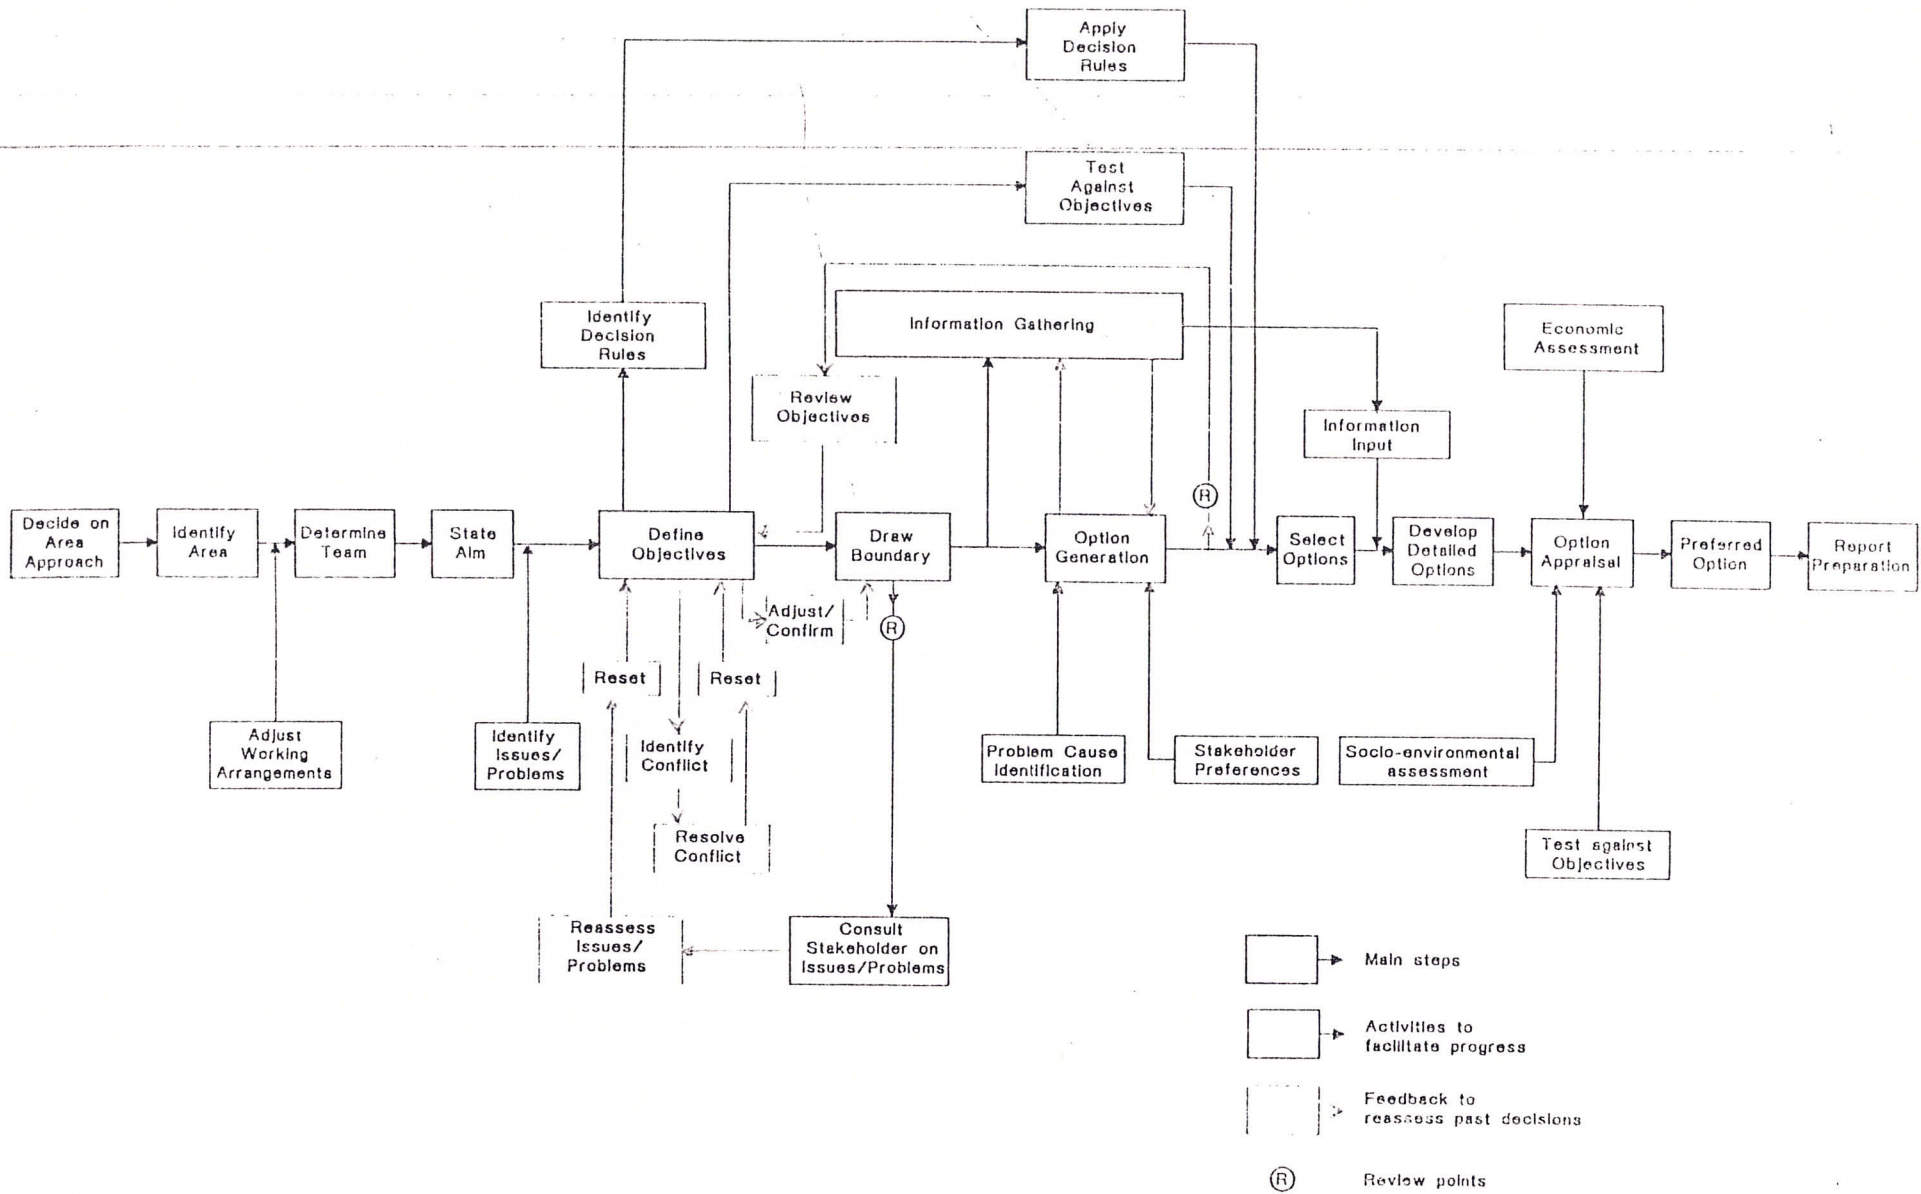 Apply
Decision
Rules
Test
Against
Objectives
Identify
Decision
Rules
Information Gathering
Economic
Assessment
Review
Objectives
Information
Input
R
Decide on
Area
Approach
Identify
Area
Determine
Team
State
Aim
Define
Objectives
Draw
Boundary
Option
Generation
Select
Options
Develop
Detailed
Options
Option
Appraisal
Preferred
Option
Report
Preparation
Adjust/
Confirm
R
Reset
Reset
Adjust
Working
Arrangements
Identify
Issues/
Problems
Identify
Conflict
Problem Cause
Identification
Stakeholder
Preferences
Socio-environmental
assessment
Resolve
Conflict
Test against
Objectives
Reassess
Issues/
Problems
Consult
Stakeholder on
Issues/Problems
Main steps
Activities to
facilitate progress
Feedback to
reassess past decisions
R
Review points